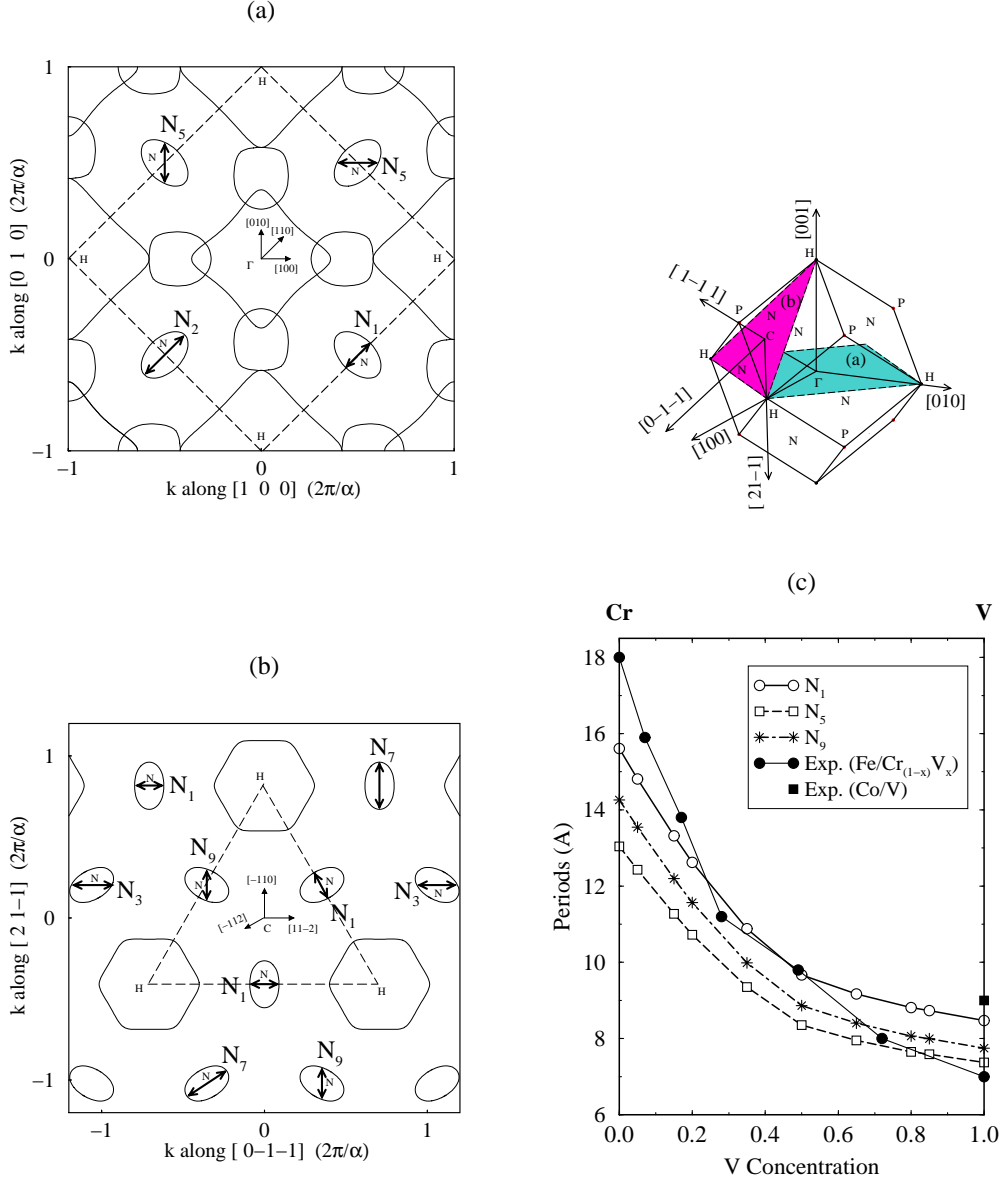 (a)
1
0
−1
−1
0
1
k along [0 1 0] (2π/α)
k along [1 0 0] (2π/α)
H
H
H
H
N5
N
N
N5
[010]
[110]
[100]
Γ
N2
N
N1
N
[001]
H
[ 1−1 1]
(b)
P
N
N
P
N
P
C
H
N
(a)
Γ
H
[010]
[0−1−1]
[100]
H
N
N
P
[ 21−1]
(b)
1
0
−1
−1
0
1
k along [ 2 1−1] (2π/α)
k along [ 0−1−1] (2π/α)
N
N1
H
N7
N
N9
N
N
N1
N
N3
N3
N
[−110]
[−112]
C
[11−2]
H
N1
N
H
N7
N
N9
N
(c)
Cr
V
18
16
14
12
10
8
6
0.0
0.2
0.4
0.6
0.8
1.0
Periods (A)
V Concentration
N1
N5
N9
Exp. (Fe/Cr(1−x)Vx)
Exp. (Co/V)